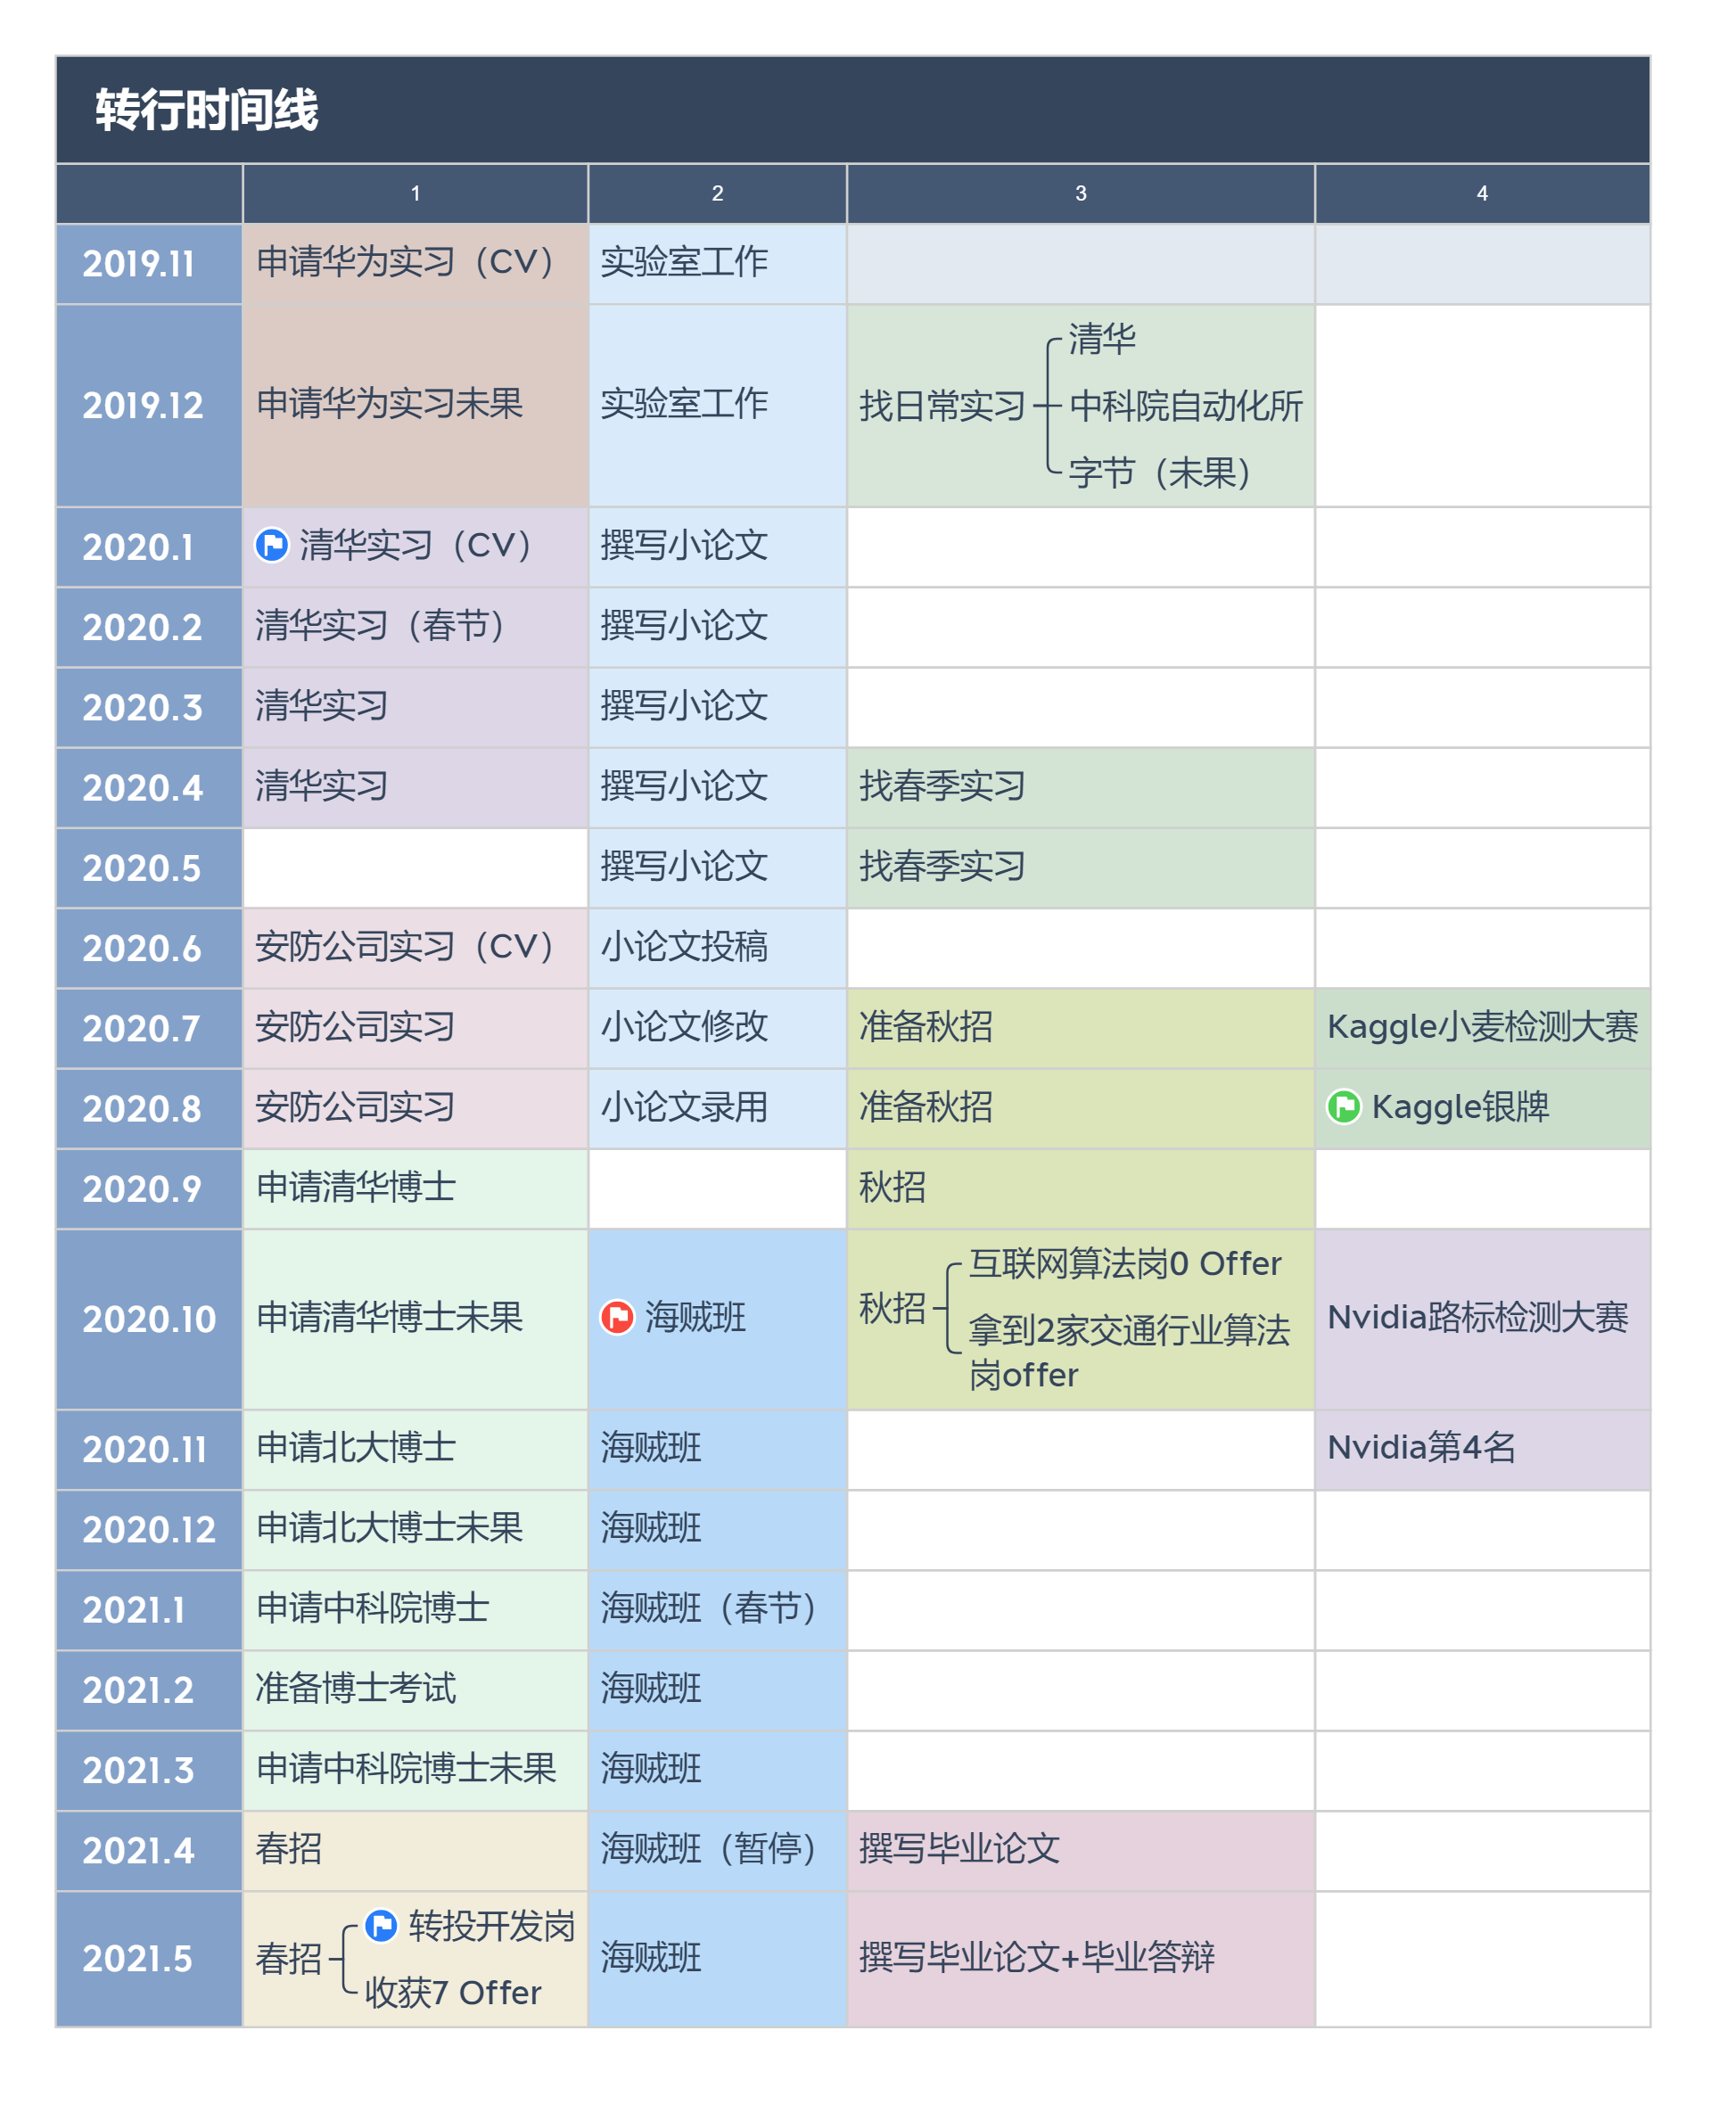 转行时间线
1 2 3 4
2019.11 申请华为实习（CV） 实验室工作
清华
2019.12 申请华为实习未果 实验室工作 找日常实习 中科院自动化所
字节（未果）
2020.1 清华实习（CV） 撰写小论文
2020.2 清华实习（春节） 撰写小论文
2020.3 清华实习 撰写小论文
2020.4 清华实习 撰写小论文 找春季实习
2020.5 撰写小论文 找春季实习
2020.6 安防公司实习（CV） 小论文投稿
2020.7 安防公司实习 小论文修改 准备秋招 Kaggle小麦检测大赛
2020.8 安防公司实习 小论文录用 准备秋招 Kaggle银牌
2020.9 申请清华博士 秋招
互联网算法岗0 Offer
2020.10 申请清华博士未果 海贼班 秋招 拿到2家交通行业算法 Nvidia路标检测大赛
岗offer
2020.11 申请北大博士 海贼班 Nvidia第4名
2020.12 申请北大博士未果 海贼班
2021.1 申请中科院博士 海贼班（春节）
2021.2 准备博士考试 海贼班
2021.3 申请中科院博士未果 海贼班
2021.4 春招 海贼班（暂停） 撰写毕业论文
转投开发岗
2021.5 春招 海贼班 撰写毕业论文+毕业答辩
收获7 Offer